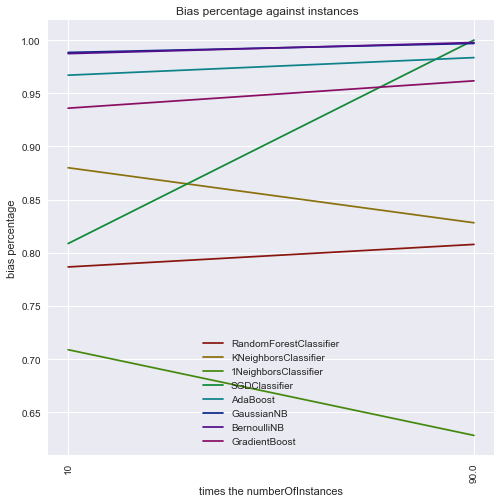 Bias percentage against instances
1.00
0.95
0.90
0.85
0.80
0.75
0.70
0.65
bias percentage
RandomForestClassifier
KNeighborsClassifier
1NeighborsClassifier
SGDClassifier
AdaBoost
GaussianNB
BernoulliNB
GradientBoost
10
90.0
times the numberOfInstances